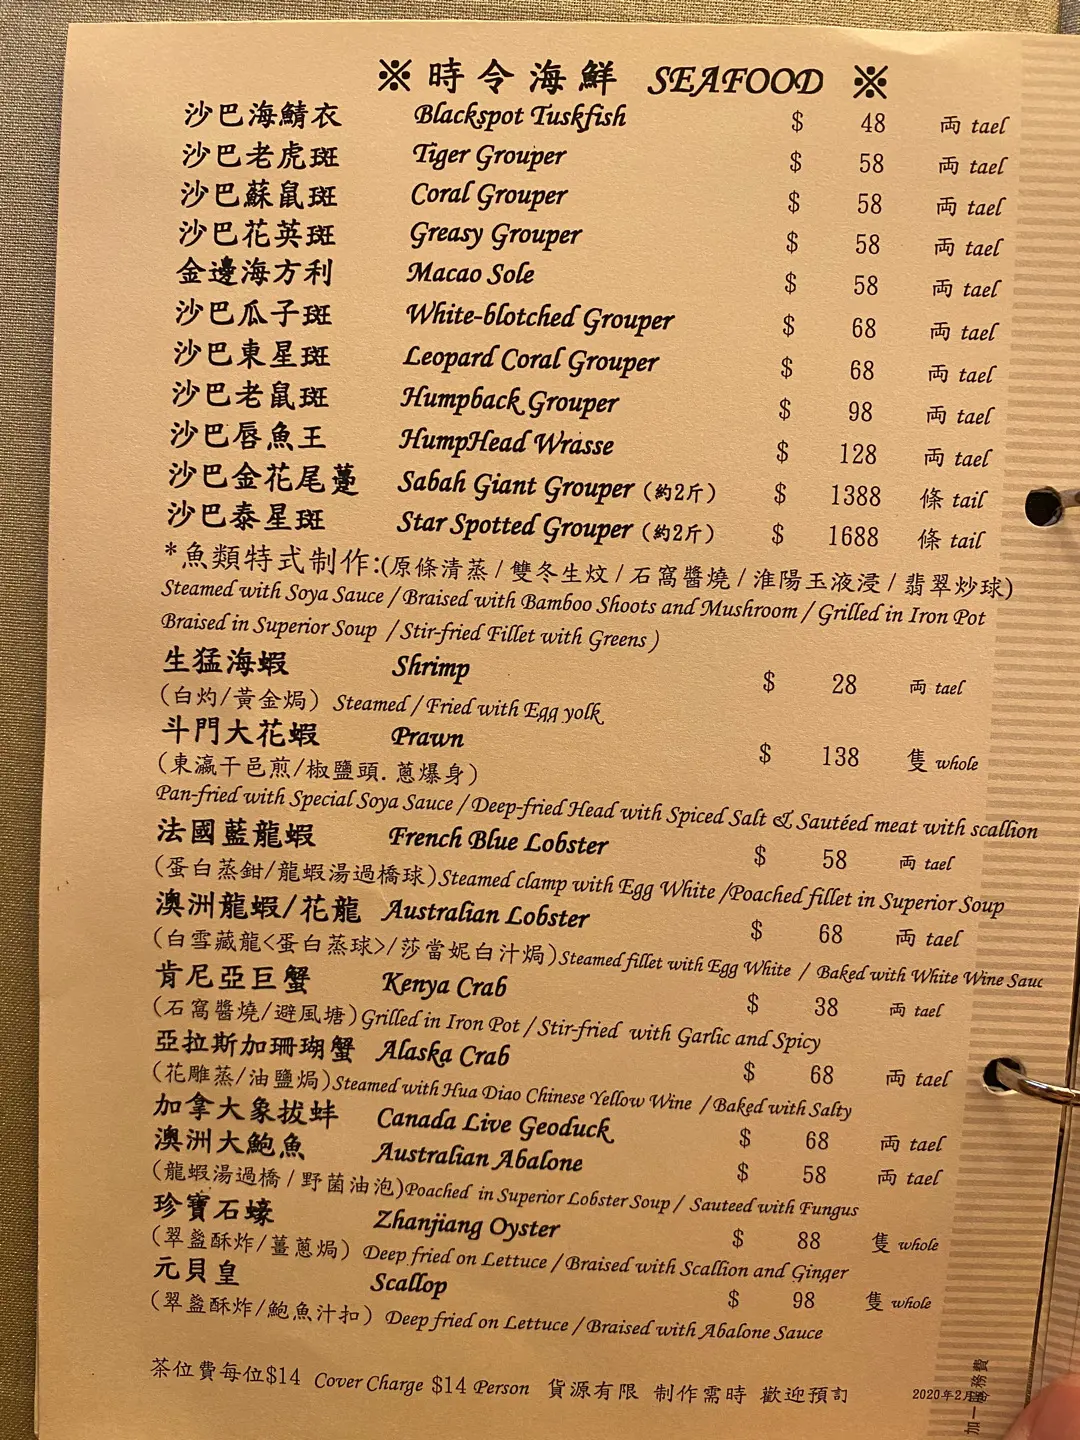 ※ 時令海鮮 SEAFOOD ※
沙巴海鯖衣 Blackspot Tuskfish $ 48 両 tael
沙巴老虎斑 Tiger Grouper $ 58 両 tael
沙巴蘇鼠斑 Coral Grouper $ 58 両 tael
沙巴花英斑 Greasy Grouper $ 58 両 tael
金邊海方利 Macao Sole $ 58 両 tael
沙巴瓜子斑 White-blotched Grouper $ 68 両 tael
沙巴東星斑 Leopard Coral Grouper $ 68 両 tael
沙巴老鼠斑 Humpback Grouper $ 98 両 tael
沙巴唇魚王 HumpHead Wrasse $ 128 両 tael
沙巴金花尾躉 Sabah Giant Grouper (約2斤) $ 1388 條 tail
沙巴泰星斑 Star Spotted Grouper (約2斤) $ 1688 條 tail
*魚類特式制作:(原條清蒸/雙冬生炆/石窩醬燒/淮陽玉液浸/翡翠炒球)
Steamed with Soya Sauce / Braised with Bamboo Shoots and Mushroom / Grilled in Iron Pot
Braised in Superior Soup / Stir-fried Fillet with Greens )
生猛海蝦 Shrimp $ 28 両 tael
(白灼/黃金焗) Steamed / Fried with Egg yolk
斗門大花蝦 Prawn $ 138 隻 whole
(東瀛干邑煎/椒鹽頭.蔥爆身)
Pan-fried with Special Soya Sauce / Deep-fried Head with Spiced Salt & Sautéed meat with scallion
法國藍龍蝦 French Blue Lobster $ 58 両 tael
(蛋白蒸鉗/龍蝦湯過橋球) Steamed clamp with Egg White /Poached fillet in Superior Soup
澳洲龍蝦/花龍 Australian Lobster $ 68 両 tael
(白雪藏龍<蛋白蒸球>/莎當妮白汁焗) Steamed fillet with Egg White / Baked with White Wine Sauc
肯尼亞巨蟹 Kenya Crab $ 38 両 tael
(石窩醬燒/避風塘) Grilled in Iron Pot / Stir-fried with Garlic and Spicy
亞拉斯加珊瑚蟹 Alaska Crab $ 68 両 tael
(花雕蒸/油鹽焗) Steamed with Hua Diao Chinese Yellow Wine / Baked with Salty
加拿大象拔蚌 Canada Live Geoduck $ 68 両 tael
澳洲大鮑魚 Australian Abalone $ 58 両 tael
(龍蝦湯過橋/野菌油泡) Poached in Superior Lobster Soup / Sauteed with Fungus
珍寶石蠔 Zhanjiang Oyster $ 88 隻 whole
(翠盞酥炸/薑蔥焗) Deep fried on Lettuce / Braised with Scallion and Ginger
元貝皇 Scallop $ 98 隻 whole
(翠盞酥炸/鮑魚汁扣) Deep fried on Lettuce / Braised with Abalone Sauce
茶位費每位$14 Cover Charge $14 Person 貨源有限 制作需時 歡迎預訂
2020年2月
加一服務費